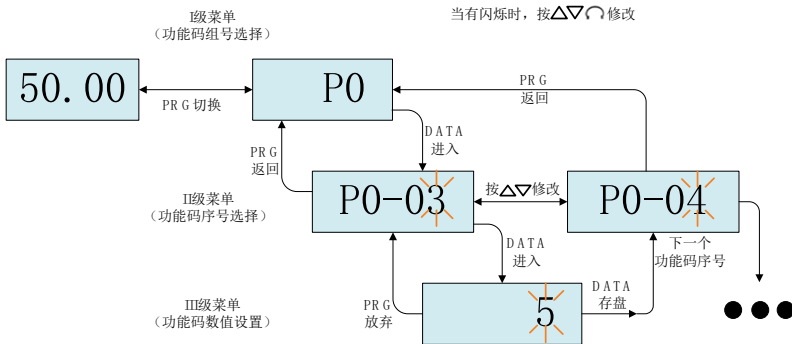 I级菜单
（功能码组号选择）
当有闪烁时，按△▽修改
50.00
PRG切换
P0
PRG
返回
DATA
进入
PRG
返回
II级菜单
（功能码序号选择）
P0-03
按△▽修改
P0-04
DATA
进入
下一个
功能码序号
III级菜单
（功能码数值设置）
PRG
放弃
5
DATA
存盘